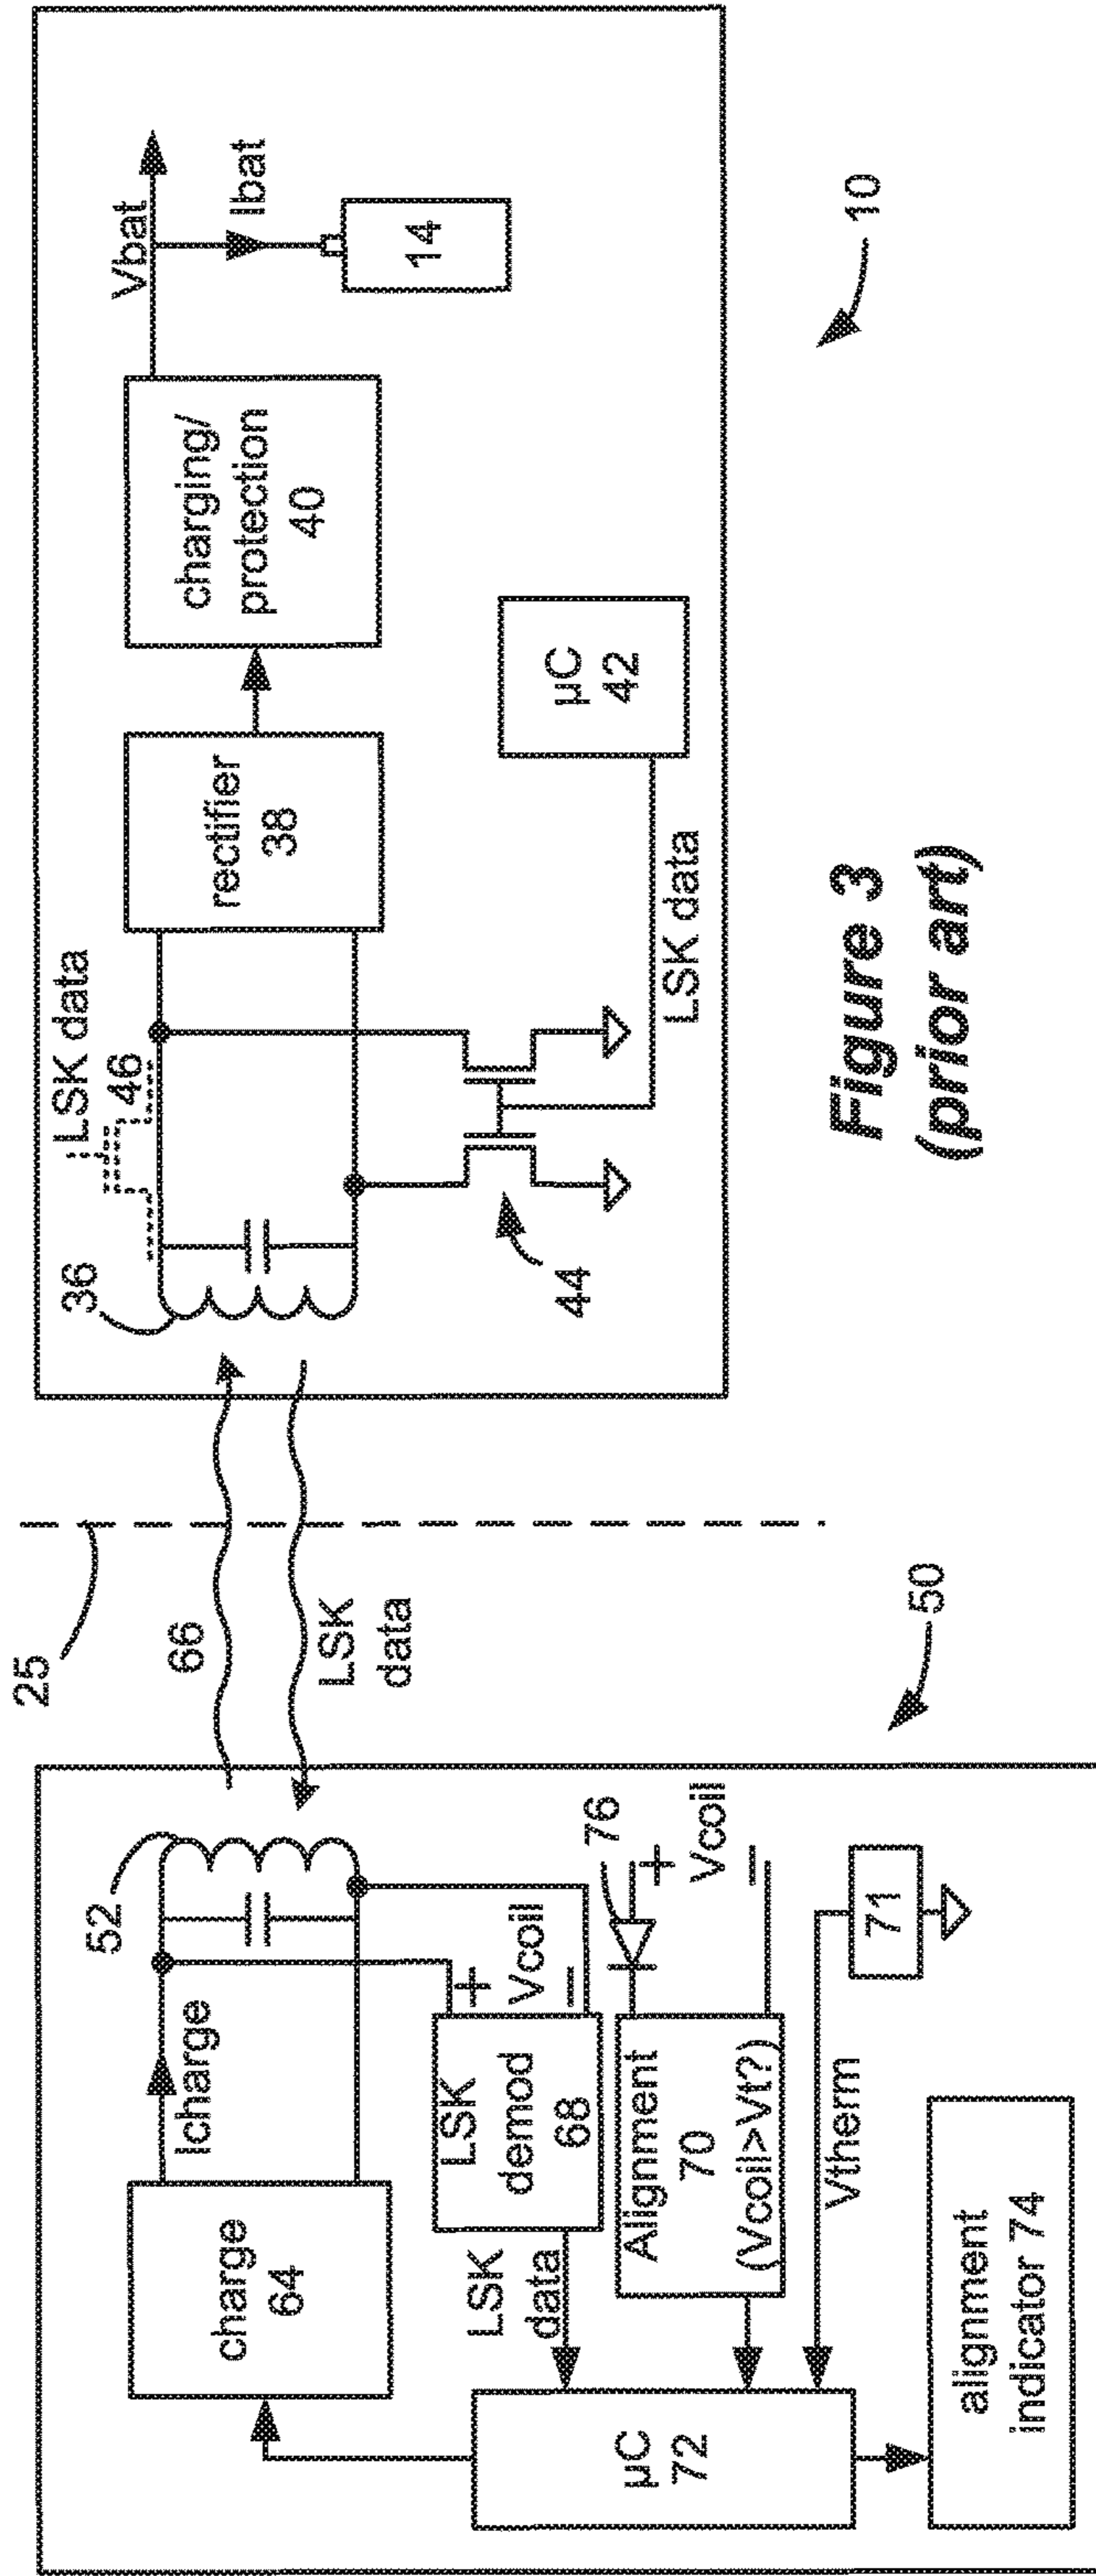 25
66
LSK
data
50
10
52
Icharge
charge
64
+
Vcoil
−
LSK
demod
68
LSK
data
76
+
Vcoil
−
Alignment
70
(Vcoil>Vt?)
Vtherm
71
µC
72
alignment
indicator 74
36
LSK data
46
44
rectifier
38
charging/
protection
40
Vbat
Ibat
14
µC
42
LSK data
Figure 3
(prior art)